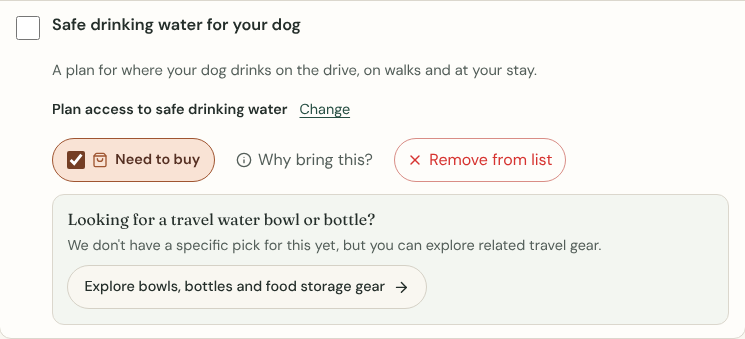 Safe drinking water for your dog
A plan for where your dog drinks on the drive, on walks and at your stay.
Plan access to safe drinking water Change
Need to buy Why bring this? Remove from list
Looking for a travel water bowl or bottle?
We don't have a specific pick for this yet, but you can explore related travel gear.
Explore bowls, bottles and food storage gear →